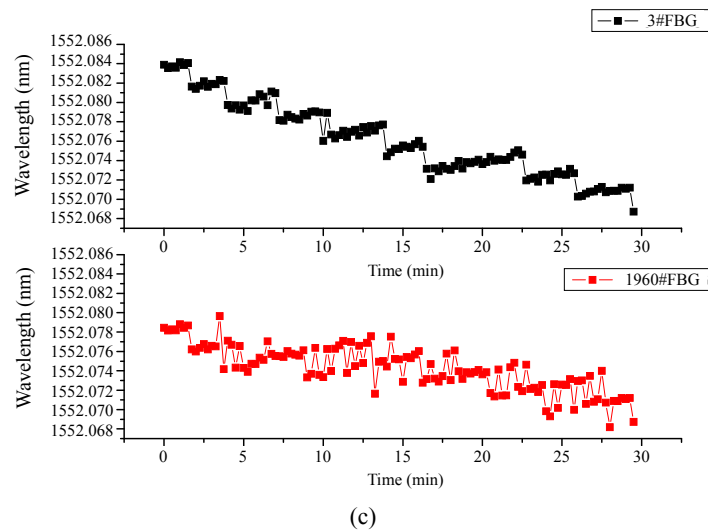 3#FBG
1552.086
1552.084
1552.082
1552.080
1552.078
1552.076
1552.074
1552.072
1552.070
1552.068
Wavelength (nm)
0 5 10 15 20 25 30
Time (min)
1960#FBG
1552.086
1552.084
1552.082
1552.080
1552.078
1552.076
1552.074
1552.072
1552.070
1552.068
Wavelength (nm)
0 5 10 15 20 25 30
Time (min)
(c)